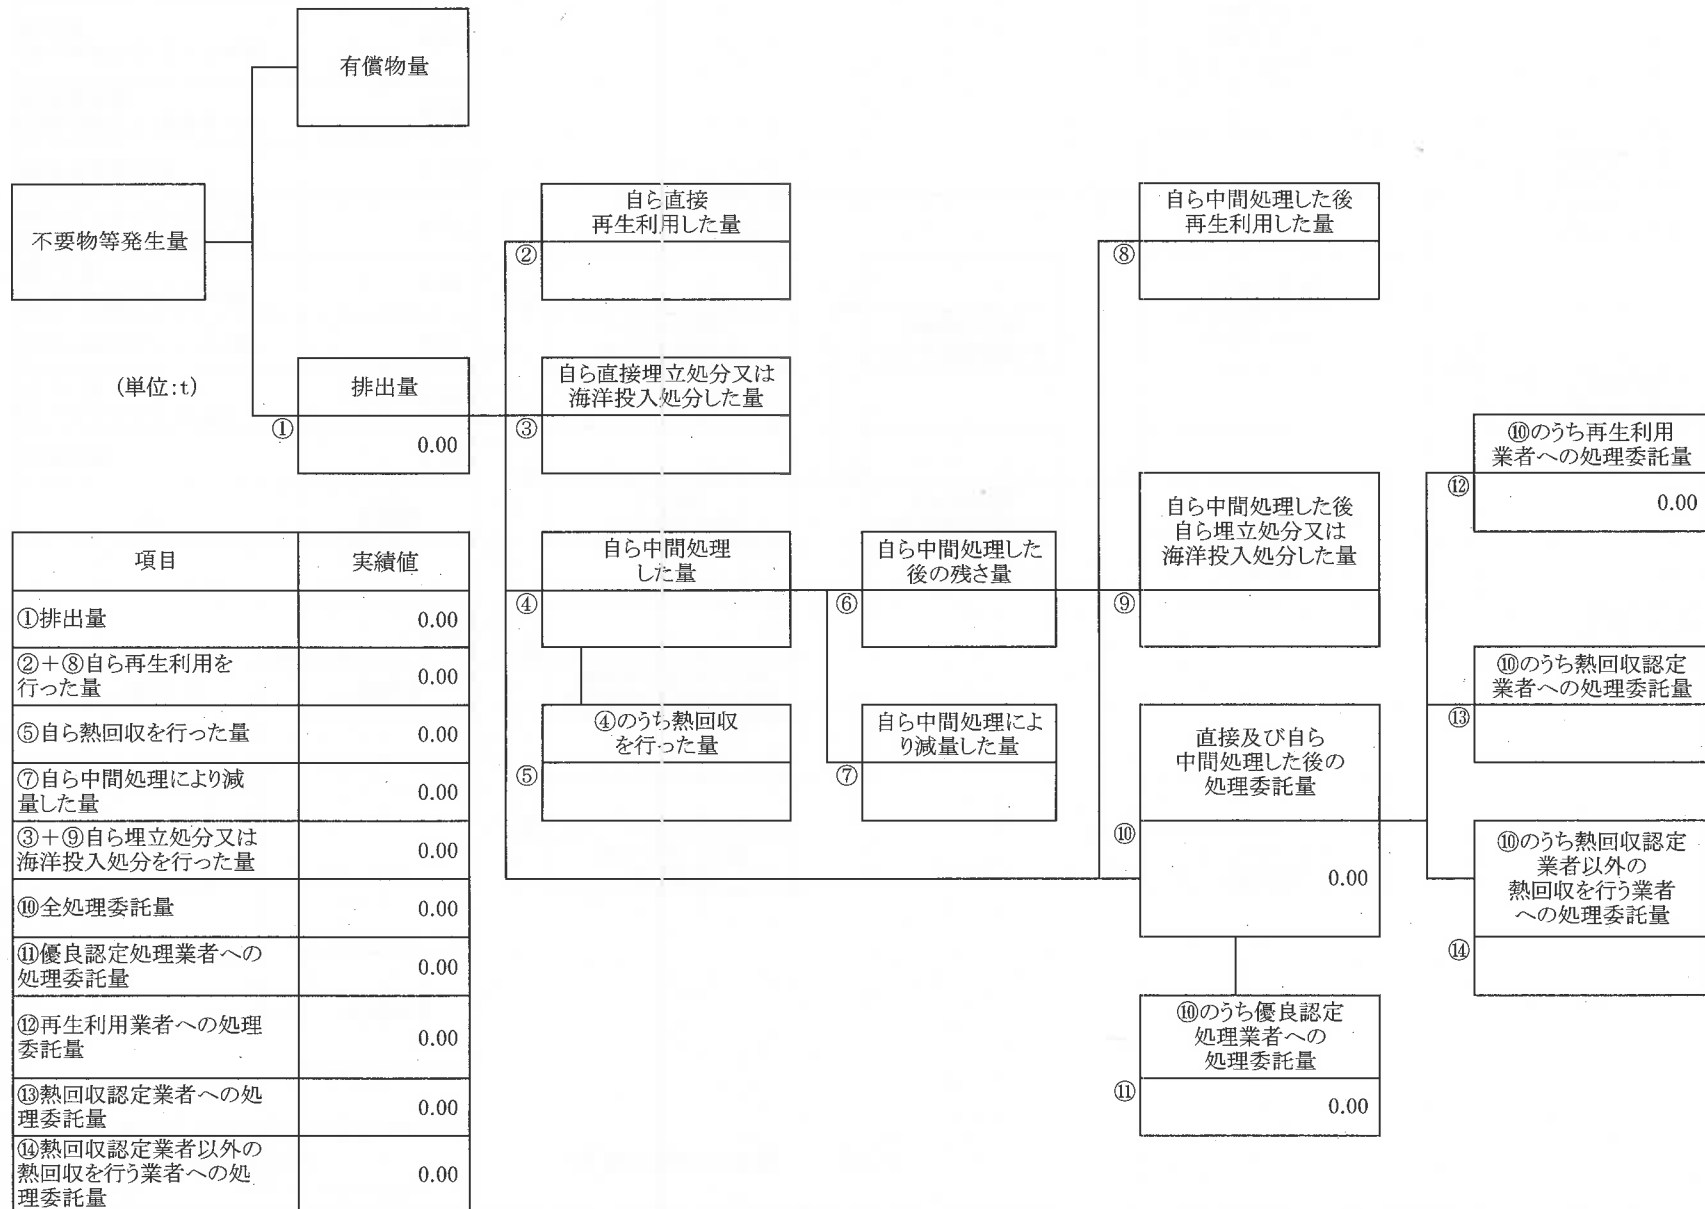 有償物量
不要物等発生量
(単位:t)
排出量
①
0.00
自ら直接
再生利用した量
②
自ら直接埋立処分又は
海洋投入処分した量
③
自ら中間処理
した量
④
④のうち熱回収
を行った量
⑤
自ら中間処理した
後の残さ量
⑥
自ら中間処理によ
り減量した量
⑦
自ら中間処理した後
再生利用した量
⑧
自ら中間処理した後
自ら埋立処分又は
海洋投入処分した量
⑨
直接及び自ら
中間処理した後の
処理委託量
⑩
0.00
⑩のうち優良認定
処理業者への
処理委託量
⑪
0.00
⑩のうち再生利用
業者への処理委託量
⑫
0.00
⑩のうち熱回収認定
業者への処理委託量
⑬
⑩のうち熱回収認定
業者以外の
熱回収を行う業者
への処理委託量
⑭
項目 実績値
①排出量 0.00
②+⑧自ら再生利用を
行った量 0.00
⑤自ら熱回収を行った量 0.00
⑦自ら中間処理により減
量した量 0.00
③+⑨自ら埋立処分又は
海洋投入処分を行った量 0.00
⑩全処理委託量 0.00
⑪優良認定処理業者への
処理委託量 0.00
⑫再生利用業者への処理
委託量 0.00
⑬熱回収認定業者への処
理委託量 0.00
⑭熱回収認定業者以外の
熱回収を行う業者への処
理委託量 0.00